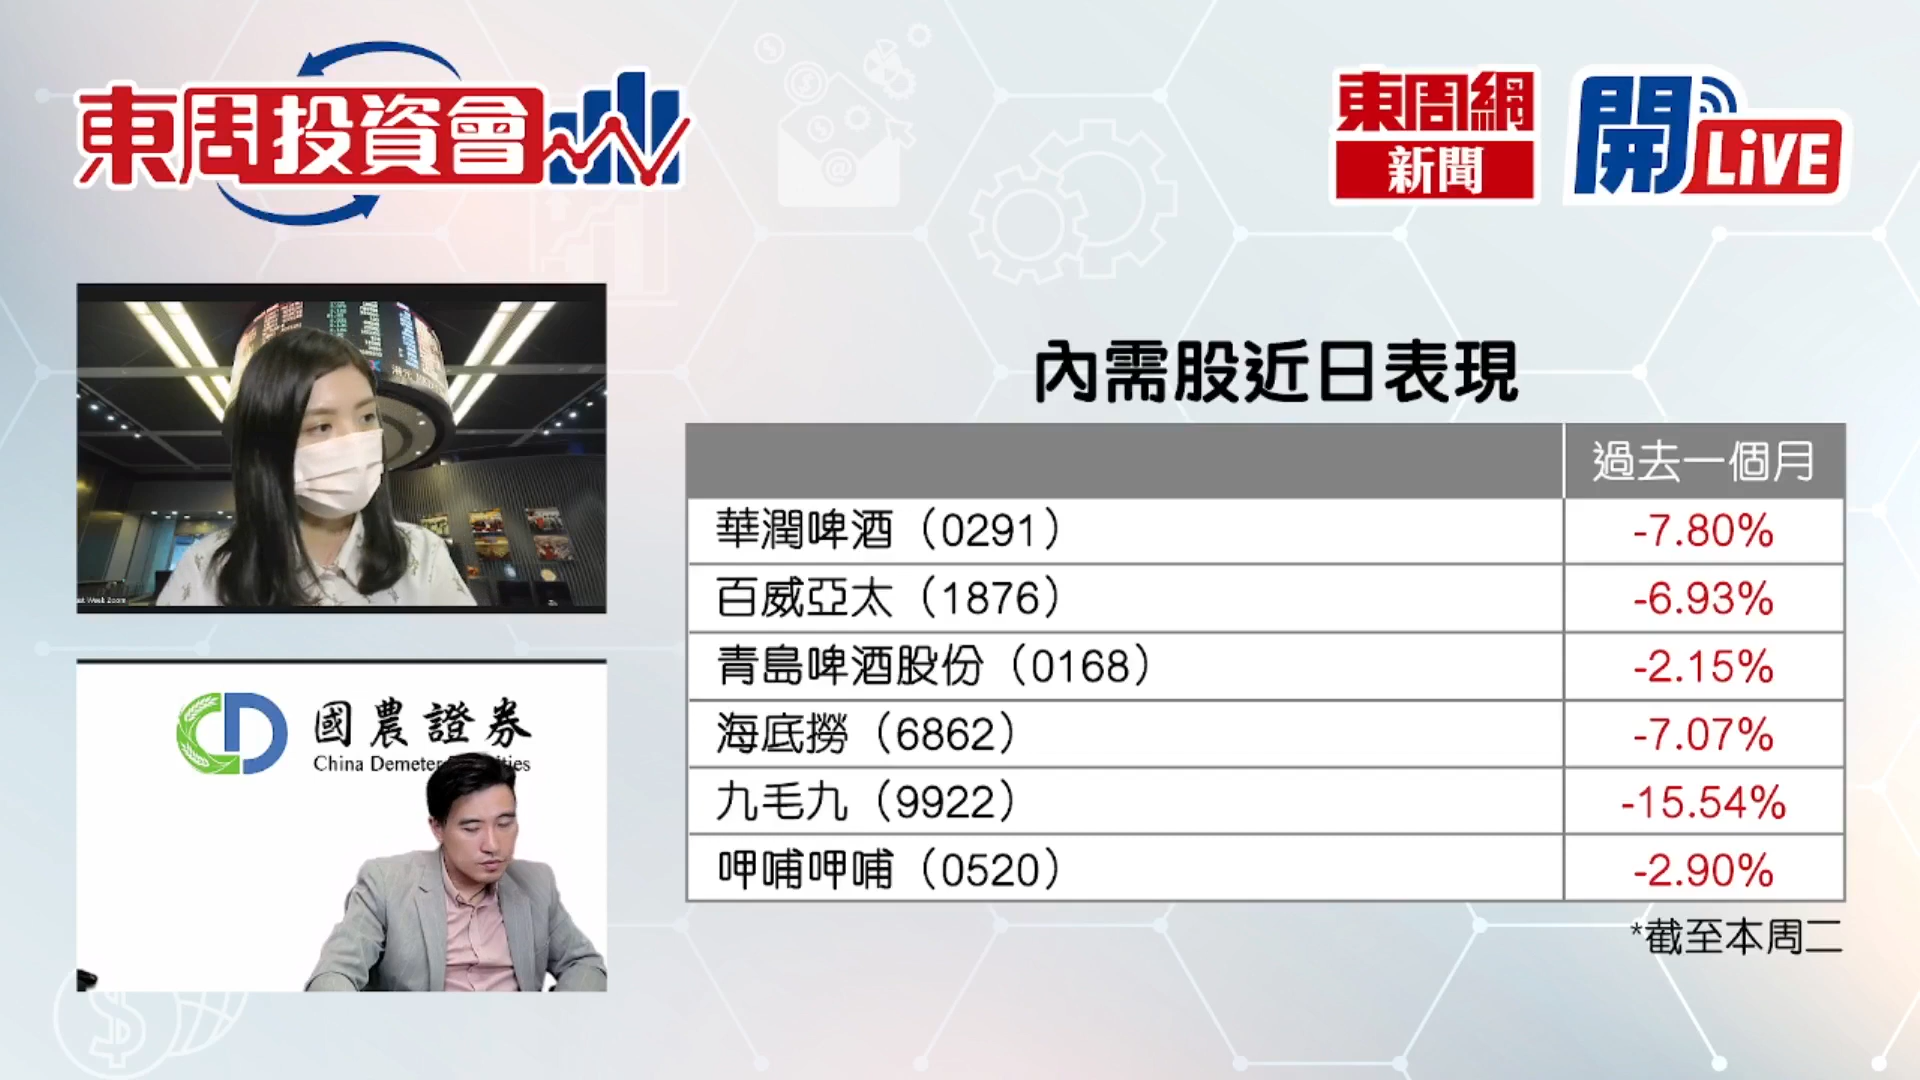 東周投資會
東周網
新聞
開LiVE
國農證券
China Demeter
內需股近日表現
過去一個月
華潤啤酒（0291） -7.80%
百威亞太（1876） -6.93%
青島啤酒股份（0168） -2.15%
海底撈（6862） -7.07%
九毛九（9922） -15.54%
呷哺呷哺（0520） -2.90%
*截至本周二